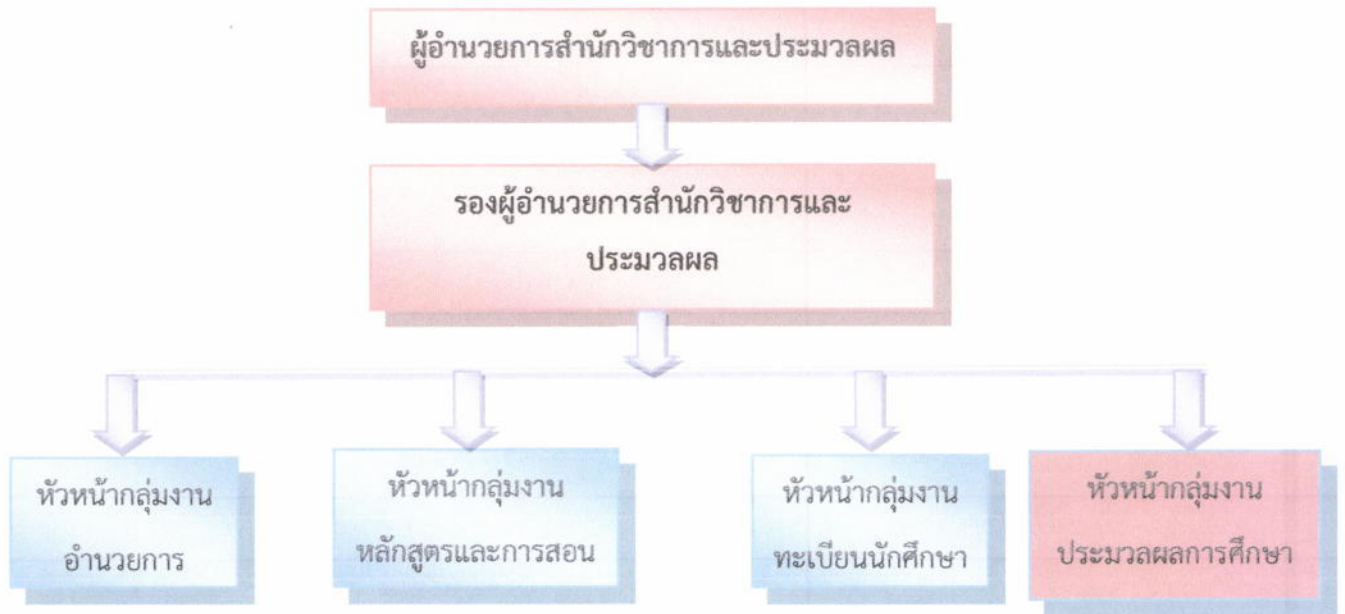 ผู้อำนวยการสำนักวิชาการและประมวลผล
รองผู้อำนวยการสำนักวิชาการและ
ประมวลผล
หัวหน้ากลุ่มงาน
อำนวยการ
หัวหน้ากลุ่มงาน
หลักสูตรและการสอน
หัวหน้ากลุ่มงาน
ทะเบียนนักศึกษา
หัวหน้ากลุ่มงาน
ประมวลผลการศึกษา